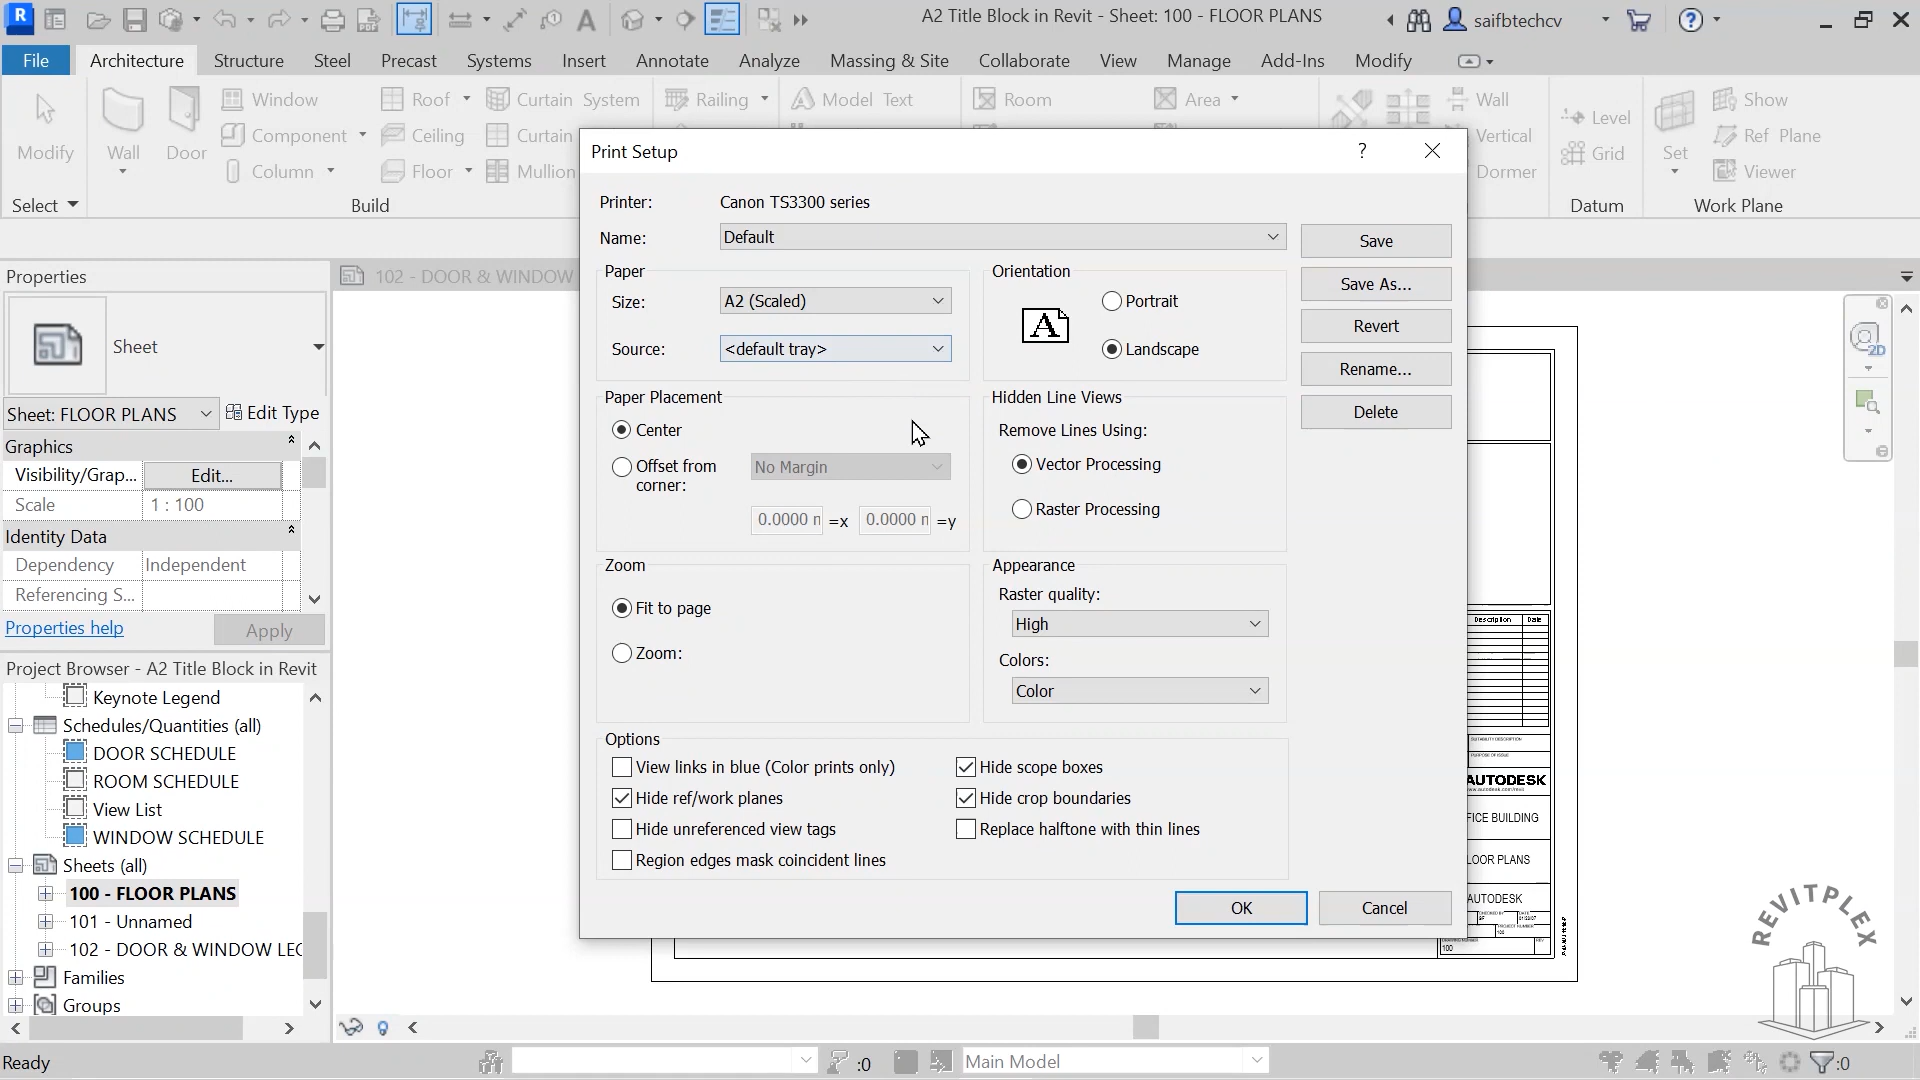 A2 Title Block in Revit - Sheet: 100 - FLOOR PLANS
saifbtechcv
File
Architecture
Structure
Steel
Precast
Systems
Insert
Annotate
Analyze
Massing & Site
Collaborate
View
Manage
Add-Ins
Modify
Modify
Wall
Door
Window
Component
Column
Roof
Ceiling
Floor
Curtain System
Curtain
Mullion
Railing
Model Text
Room
Area
Wall
Vertical
Dormer
Level
Grid
Set
Show
Ref Plane
Viewer
Select
Build
Datum
Work Plane
Properties
Sheet
Sheet: FLOOR PLANS
Edit Type
Graphics
Visibility/Grap...
Edit...
Scale
1 : 100
Identity Data
Dependency
Independent
Referencing S...
Properties help
Apply
Project Browser - A2 Title Block in Revit
Keynote Legend
Schedules/Quantities (all)
DOOR SCHEDULE
ROOM SCHEDULE
View List
WINDOW SCHEDULE
Sheets (all)
100 - FLOOR PLANS
101 - Unnamed
102 - DOOR & WINDOW LEC
Families
Groups
102 - DOOR & WINDOW
Print Setup
?
Printer:
Canon TS3300 series
Name:
Default
Paper
Size:
A2 (Scaled)
Source:
<default tray>
Orientation
A
Portrait
Landscape
Save
Save As...
Revert
Rename...
Delete
Paper Placement
Center
Offset from
corner:
No Margin
0.0000 r
=x
0.0000 r
=y
Hidden Line Views
Remove Lines Using:
Vector Processing
Raster Processing
Zoom
Fit to page
Zoom:
Appearance
Raster quality:
High
Colors:
Color
Options
View links in blue (Color prints only)
Hide ref/work planes
Hide unreferenced view tags
Region edges mask coincident lines
Hide scope boxes
Hide crop boundaries
Replace halftone with thin lines
OK
Cancel
2D
Description
Date
AUTODESK
www.autodesk.com/revit
FICE BUILDING
LOOR PLANS
AUTODESK
100
REVITPLEX
Ready
:0
Main Model
:0